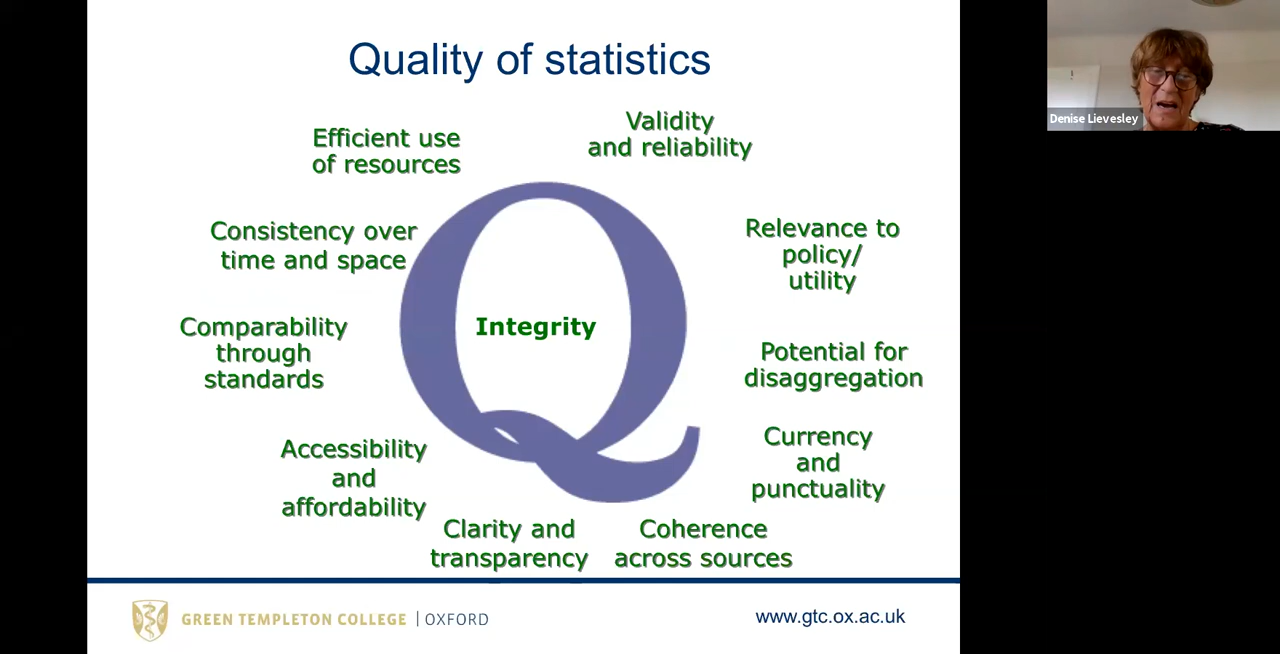 Quality of statistics
Denise Lievesley
Efficient use
of resources
Validity
and reliability
Consistency over
time and space
Relevance to
policy/
utility
Integrity
Comparability
through
standards
Potential for
disaggregation
Accessibility
and
affordability
Currency
and
punctuality
Clarity and
transparency
Coherence
across sources
GREEN TEMPLETON COLLEGE | OXFORD
www.gtc.ox.ac.uk